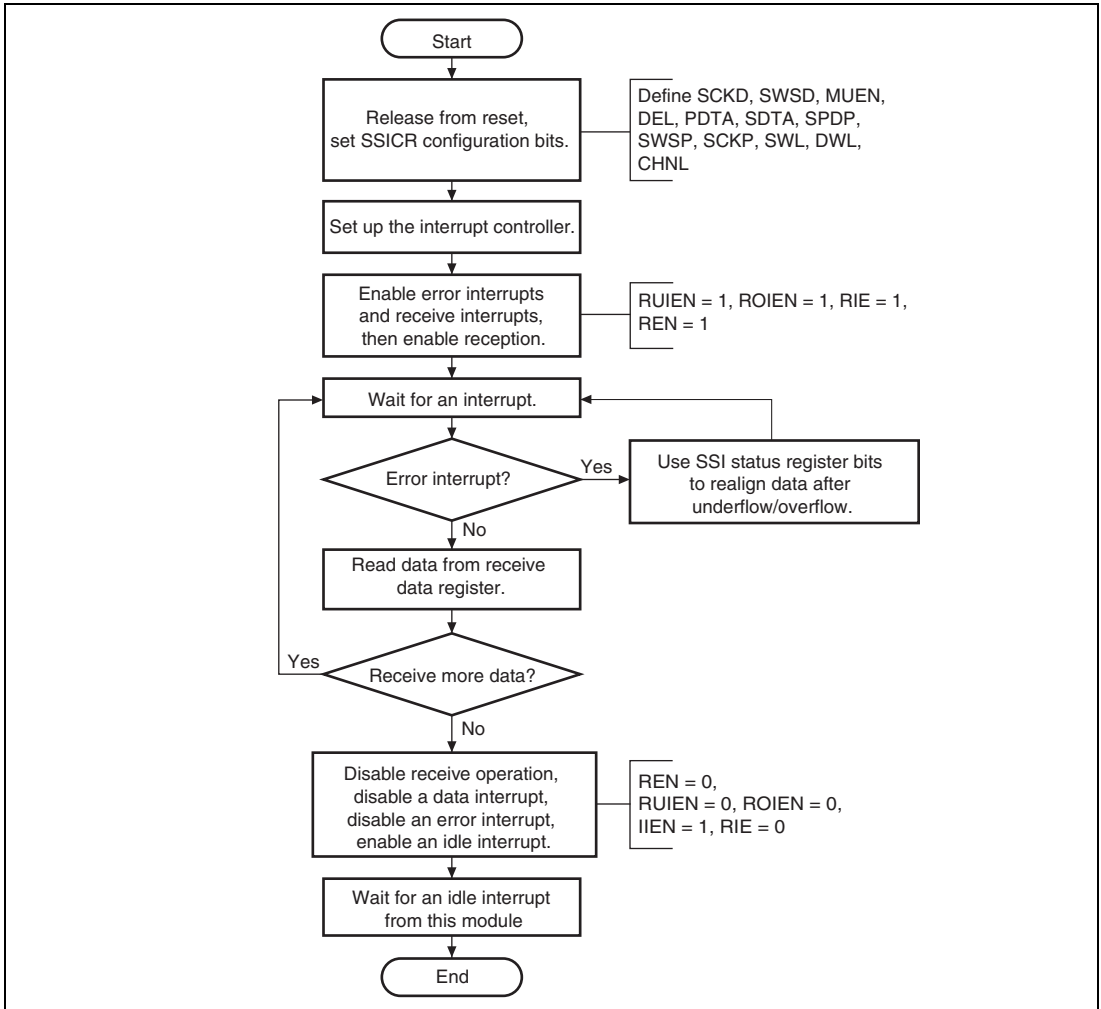 Start
Release from reset,
set SSICR configuration bits.
Define SCKD, SWSD, MUEN,
DEL, PDTA, SDTA, SPDP,
SWSP, SCKP, SWL, DWL,
CHNL
Set up the interrupt controller.
Enable error interrupts
and receive interrupts,
then enable reception.
RUIEN = 1, ROIEN = 1, RIE = 1,
REN = 1
Wait for an interrupt.
Error interrupt?
Yes
Use SSI status register bits
to realign data after
underflow/overflow.
No
Read data from receive
data register.
Yes
Receive more data?
No
Disable receive operation,
disable a data interrupt,
disable an error interrupt,
enable an idle interrupt.
REN = 0,
RUIEN = 0, ROIEN = 0,
IIEN = 1, RIE = 0
Wait for an idle interrupt
from this module
End